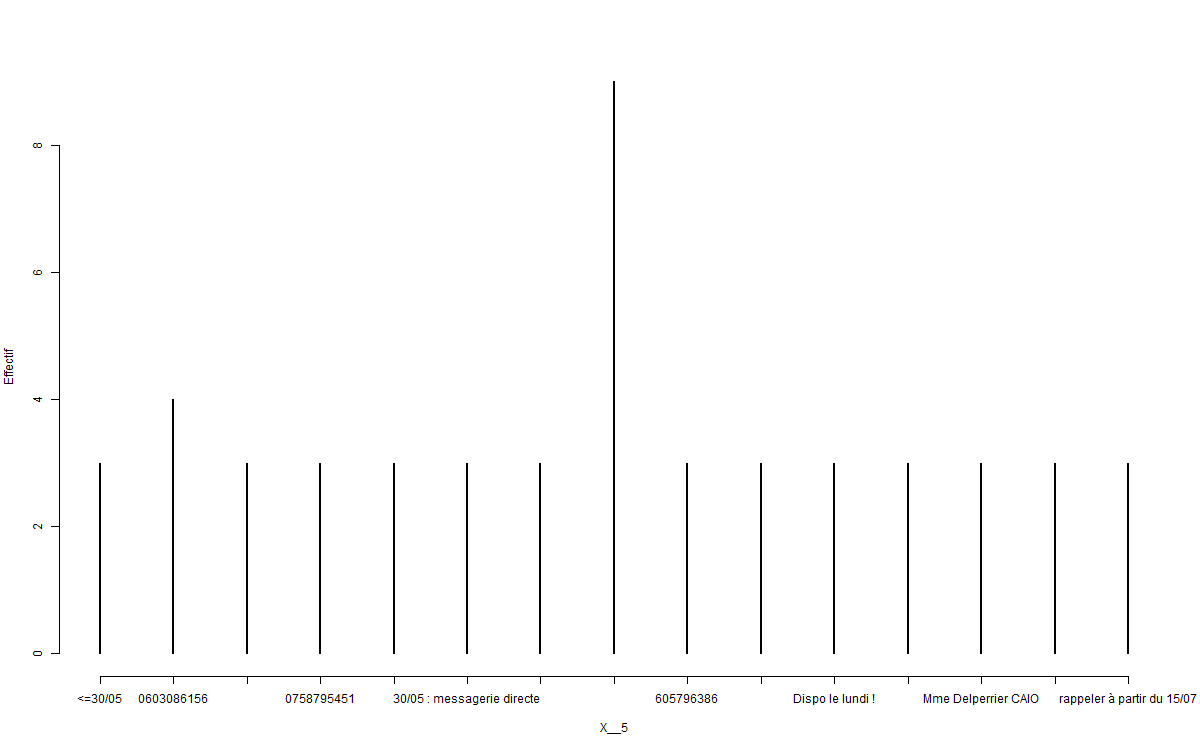 8
6
Effectif
4
2
0
<=30/05 0603086156 0758795451 30/05 : messagerie directe 605796386 Dispo le lundi ! Mme Delperrier CAIO rappeler à partir du 15/07
X__5